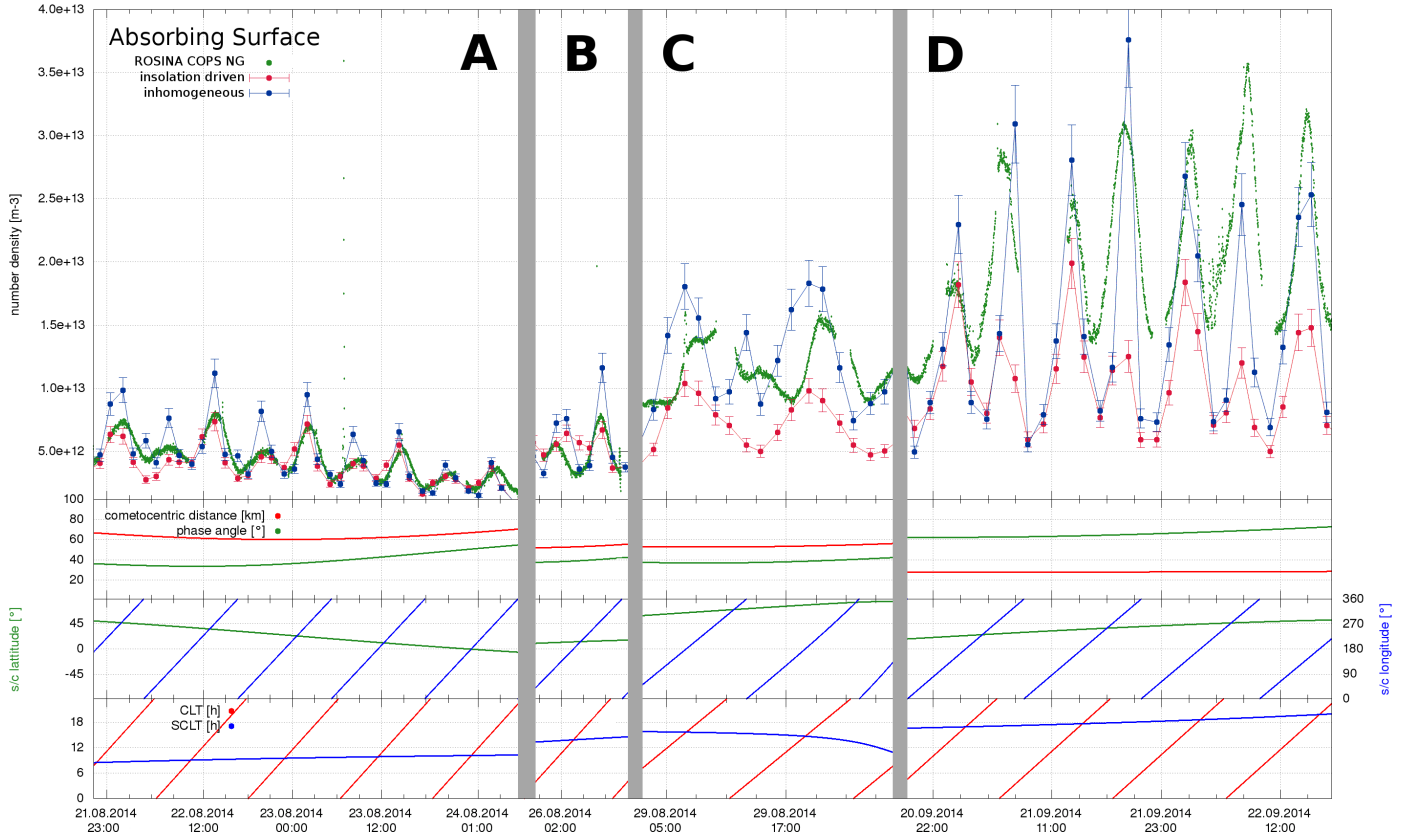 Absorbing Surface
A
B
C
D
ROSINA COPS NG
insolation driven
inhomogeneous
number density [m-3]
4.0e+13
3.5e+13
3.0e+13
2.5e+13
2.0e+13
1.5e+13
1.0e+13
5.0e+12
100
80
60
40
20
cometocentric distance [km]
phase angle [°]
s/c lattitude [°]
45
0
-45
360
270
180
90
0
s/c longitude [°]
CLT [h]
SCLT [h]
18
12
6
0
21.08.2014 22.08.2014 23.08.2014 23.08.2014 24.08.2014 26.08.2014 29.08.2014 29.08.2014 20.09.2014 21.09.2014 21.09.2014 22.09.2014
23:00 12:00 00:00 12:00 01:00 02:00 05:00 17:00 22:00 11:00 23:00 12:00